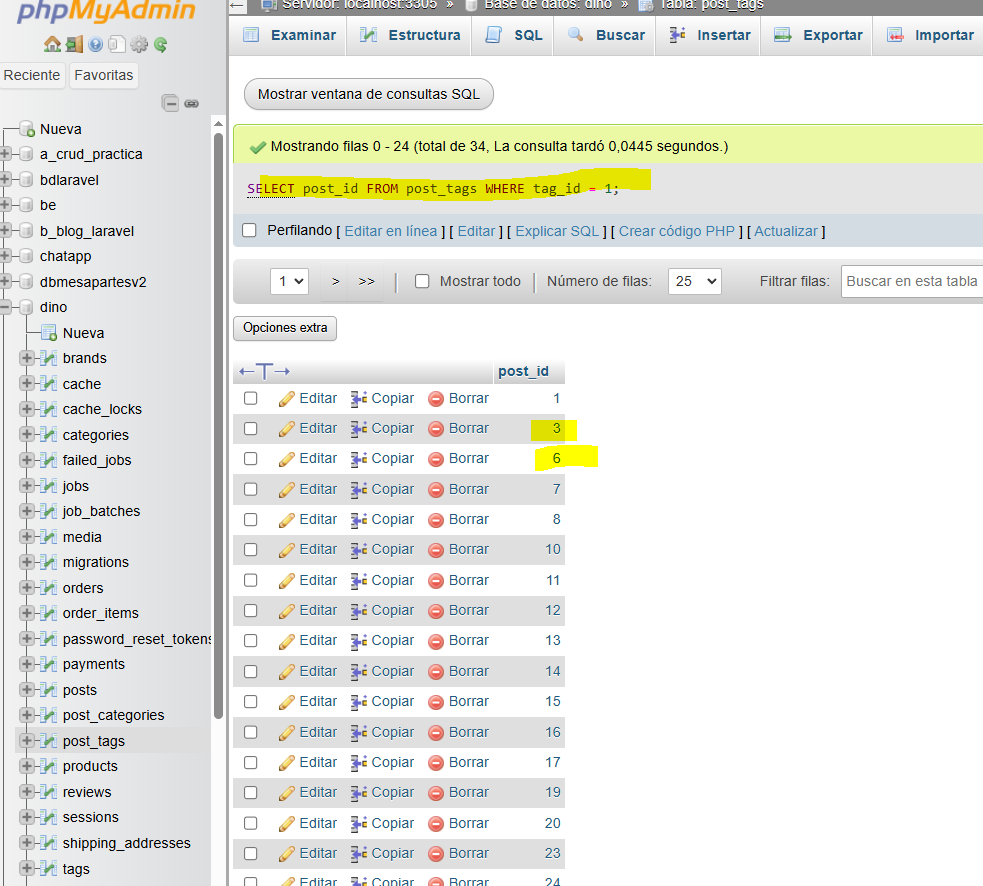 phpMyAdmin
Reciente Favoritas
Nueva
a_crud_practica
bdlaravel
be
b_blog_laravel
chatapp
dbmesapartesv2
dino
Nueva
brands
cache
cache_locks
categories
failed_jobs
jobs
job_batches
media
migrations
orders
order_items
password_reset_tokens
payments
posts
post_categories
post_tags
products
reviews
sessions
shipping_addresses
tags
Servidor: localhost:3305 » Base de datos: dino » Tabla: post_tags
Examinar Estructura SQL Buscar Insertar Exportar Importar
Mostrar ventana de consultas SQL
Mostrando filas 0 - 24 (total de 34, La consulta tardó 0,0445 segundos.)
SELECT post_id FROM post_tags WHERE tag_id = 1;
Perfilando [ Editar en línea ] [ Editar ] [ Explicar SQL ] [ Crear código PHP ] [ Actualizar ]
1 > >> | Mostrar todo | Número de filas: 25 Filtrar filas: Buscar en esta tabla
Opciones extra
←T→ post_id
Editar Copiar Borrar 1
Editar Copiar Borrar 3
Editar Copiar Borrar 6
Editar Copiar Borrar 7
Editar Copiar Borrar 8
Editar Copiar Borrar 10
Editar Copiar Borrar 11
Editar Copiar Borrar 12
Editar Copiar Borrar 13
Editar Copiar Borrar 14
Editar Copiar Borrar 15
Editar Copiar Borrar 16
Editar Copiar Borrar 17
Editar Copiar Borrar 19
Editar Copiar Borrar 20
Editar Copiar Borrar 23
Editar Copiar Borrar 24